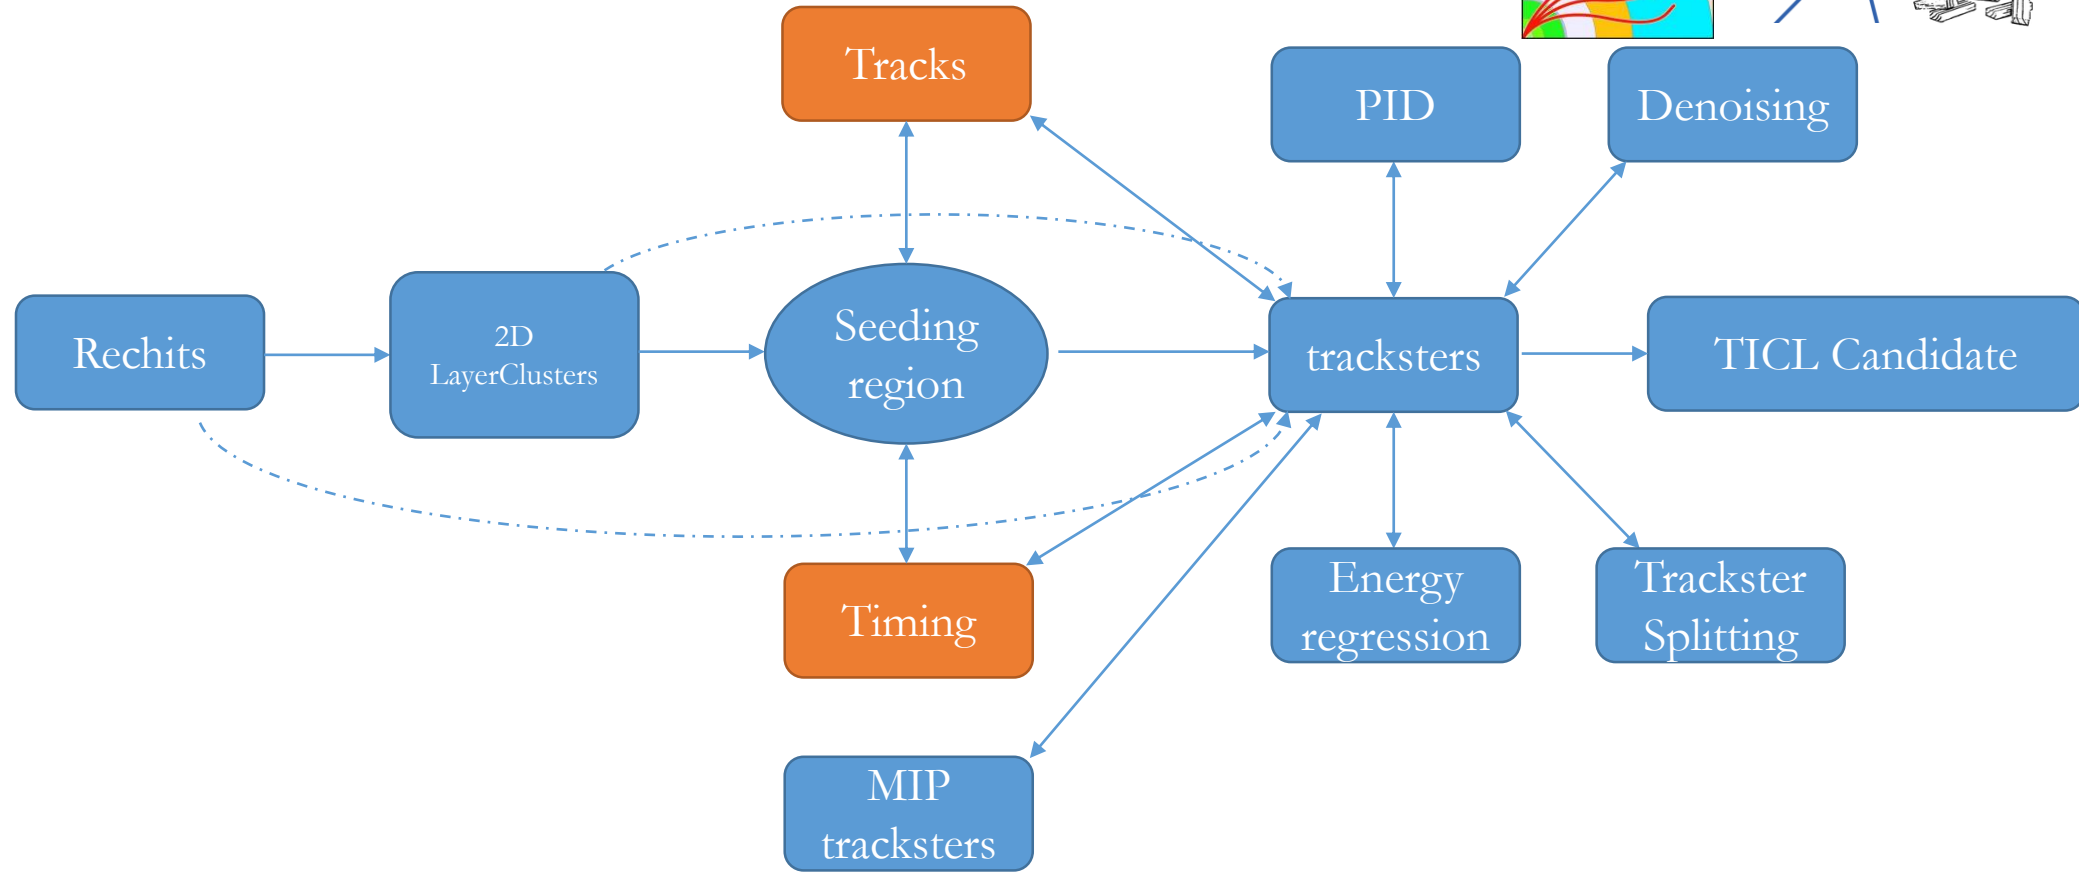 Tracks
PID
Denoising
Rechits
2D
LayerClusters
Seeding
region
tracksters
TICL Candidate
Timing
Energy
regression
Trackster
Splitting
MIP
tracksters